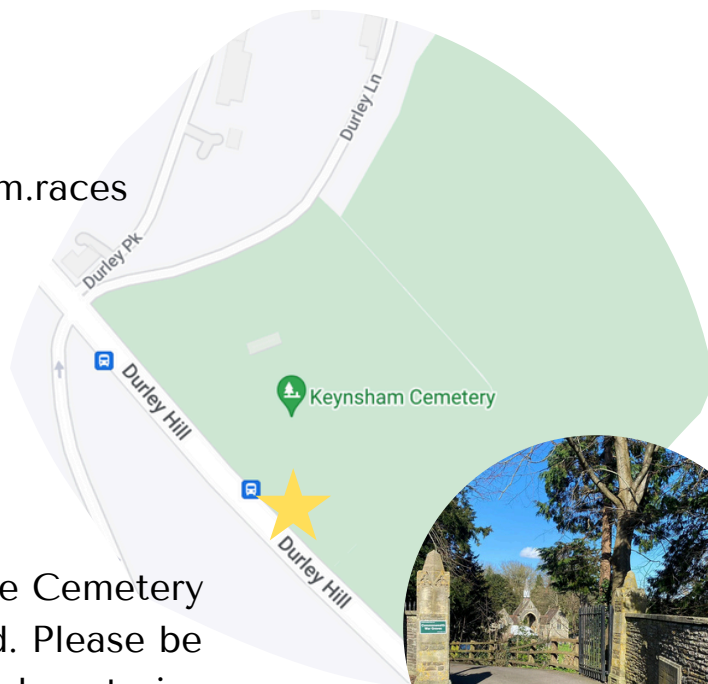 Durley Ln
m.races
Durley Pk
Durley Hill
Keynsham Cemetery
Durley Hill
e Cemetery
d. Please be